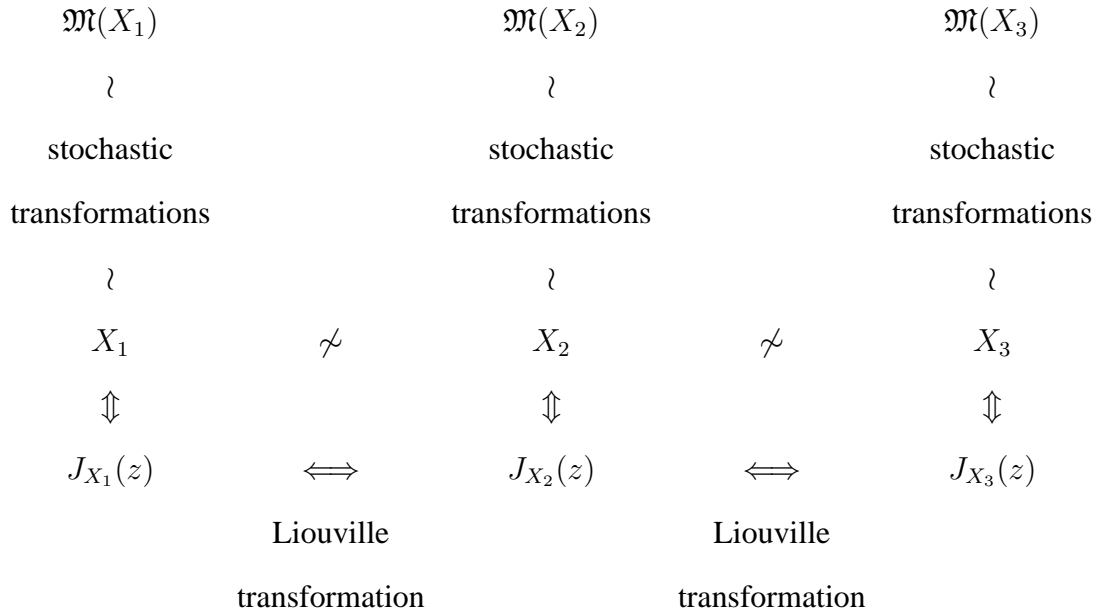 𝔐(X₁) 𝔐(X₂) 𝔐(X₃)
≀ ≀ ≀
stochastic stochastic stochastic
transformations transformations transformations
≀ ≀ ≀
X₁ ≁ X₂ ≁ X₃
⇕ ⇕ ⇕
J_{X₁}(z) ⟺ J_{X₂}(z) ⟺ J_{X₃}(z)
Liouville Liouville
transformation transformation